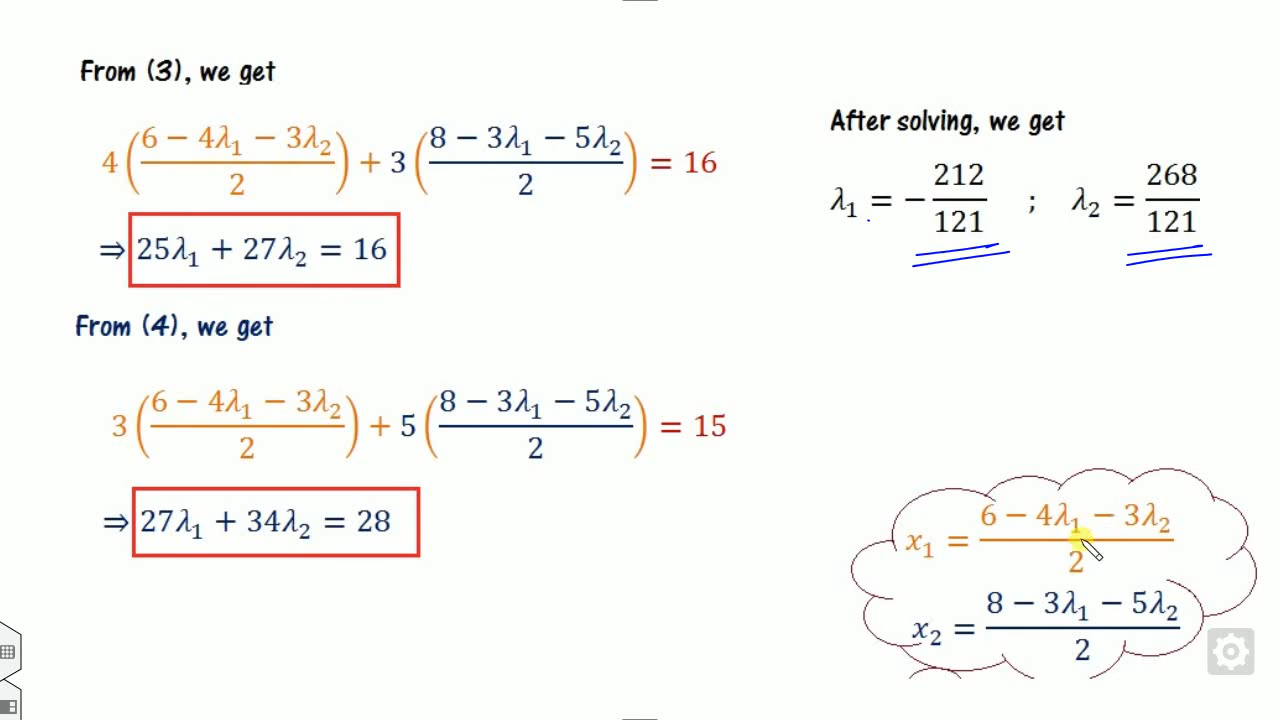 From (3), we get
4((6 − 4λ₁ − 3λ₂)/2) + 3((8 − 3λ₁ − 5λ₂)/2) = 16
⇒ 25λ₁ + 27λ₂ = 16
From (4), we get
3((6 − 4λ₁ − 3λ₂)/2) + 5((8 − 3λ₁ − 5λ₂)/2) = 15
⇒ 27λ₁ + 34λ₂ = 28
After solving, we get
λ₁ = −212/121 ; λ₂ = 268/121
x₁ = (6 − 4λ₁ − 3λ₂)/2
x₂ = (8 − 3λ₁ − 5λ₂)/2